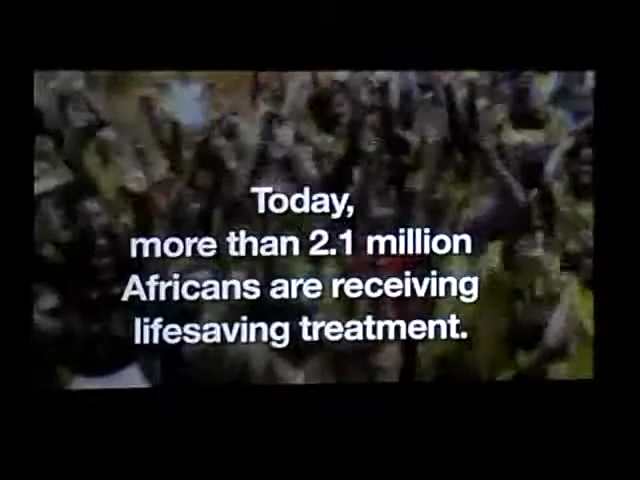 Today,
more than 2.1 million
Africans are receiving
lifesaving treatment.